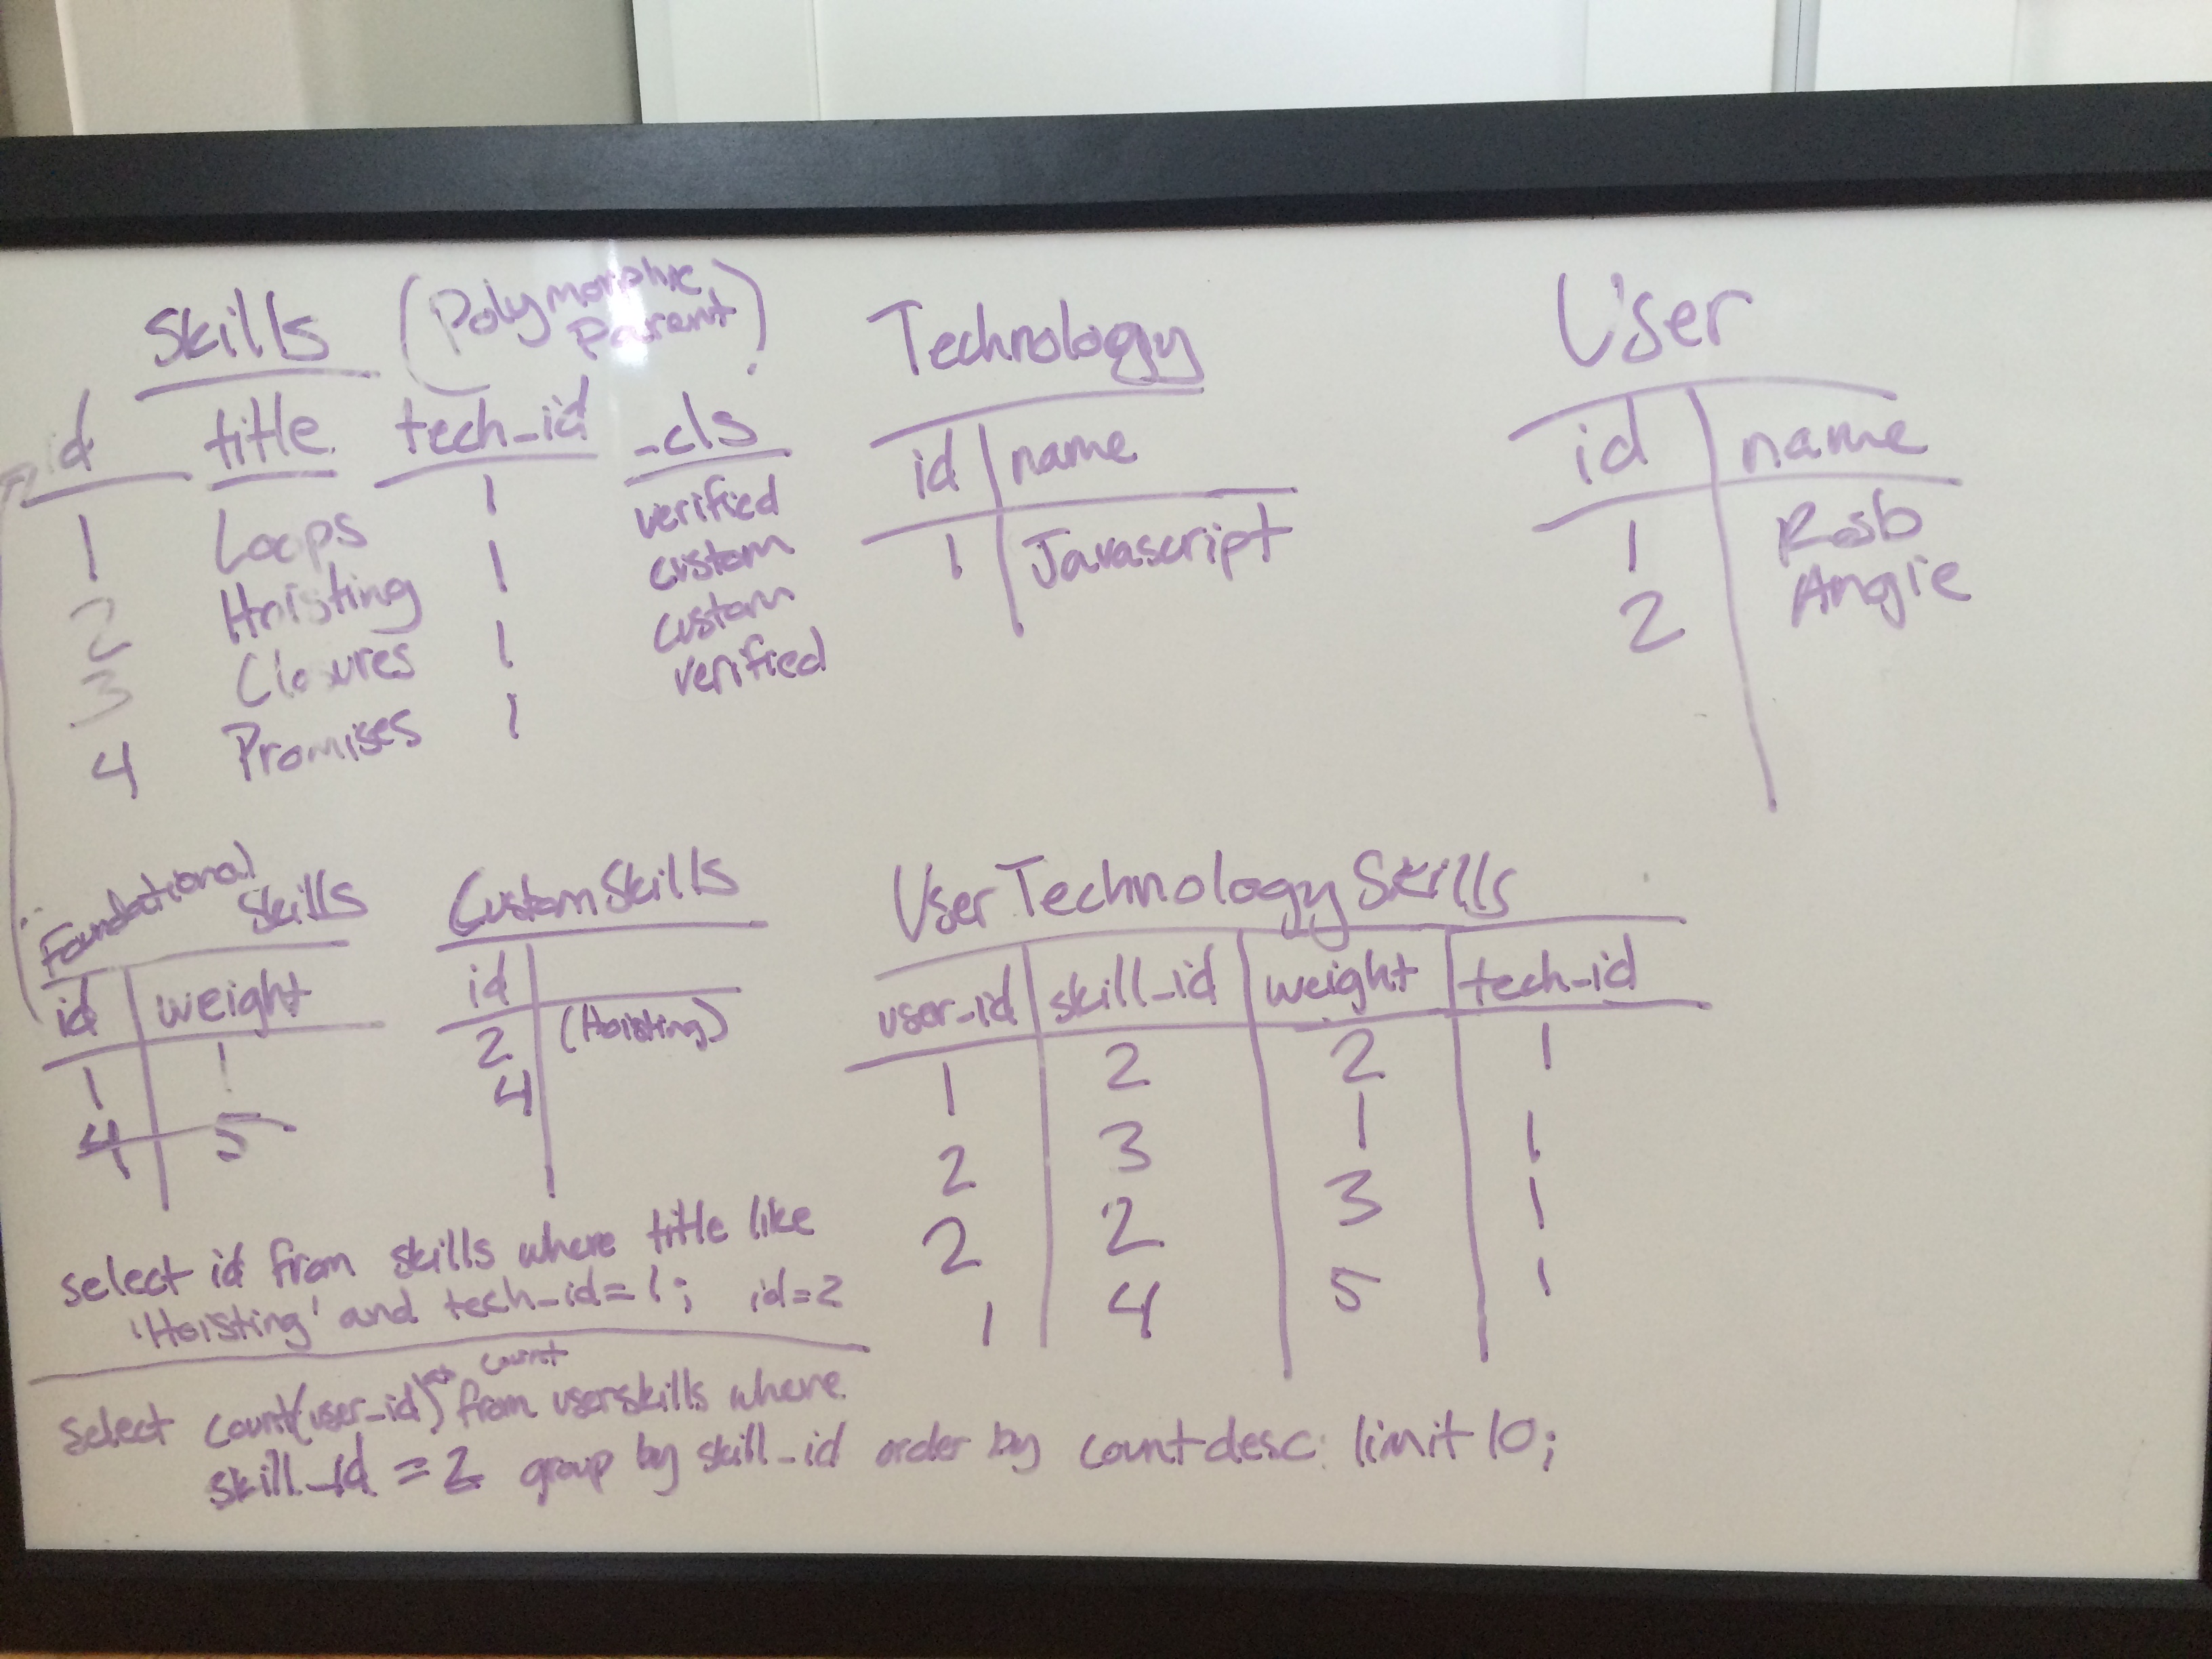 Skills (Polymorphic Parent)
id title tech_id _cls
1 Loops 1 verified
2 Hoisting 1 custom
3 Closures 1 custom
4 Promises 1 verified
Technology
id name
1 Javascript
User
id name
1 Rob
2 Angie
Foundational Skills
id weight
1 1
4 5
CustomSkills
id
2 (Hoisting)
4
UserTechnologySkills
user_id skill_id weight tech_id
1 2 2 1
2 3 1 1
2 2 3 1
1 4 5 1
select id from skills where title like
'Hoisting' and tech_id=1; id=2
Select count(user_id) as count from userskills where
skill_id = 2 group by skill_id order by count desc limit 10;